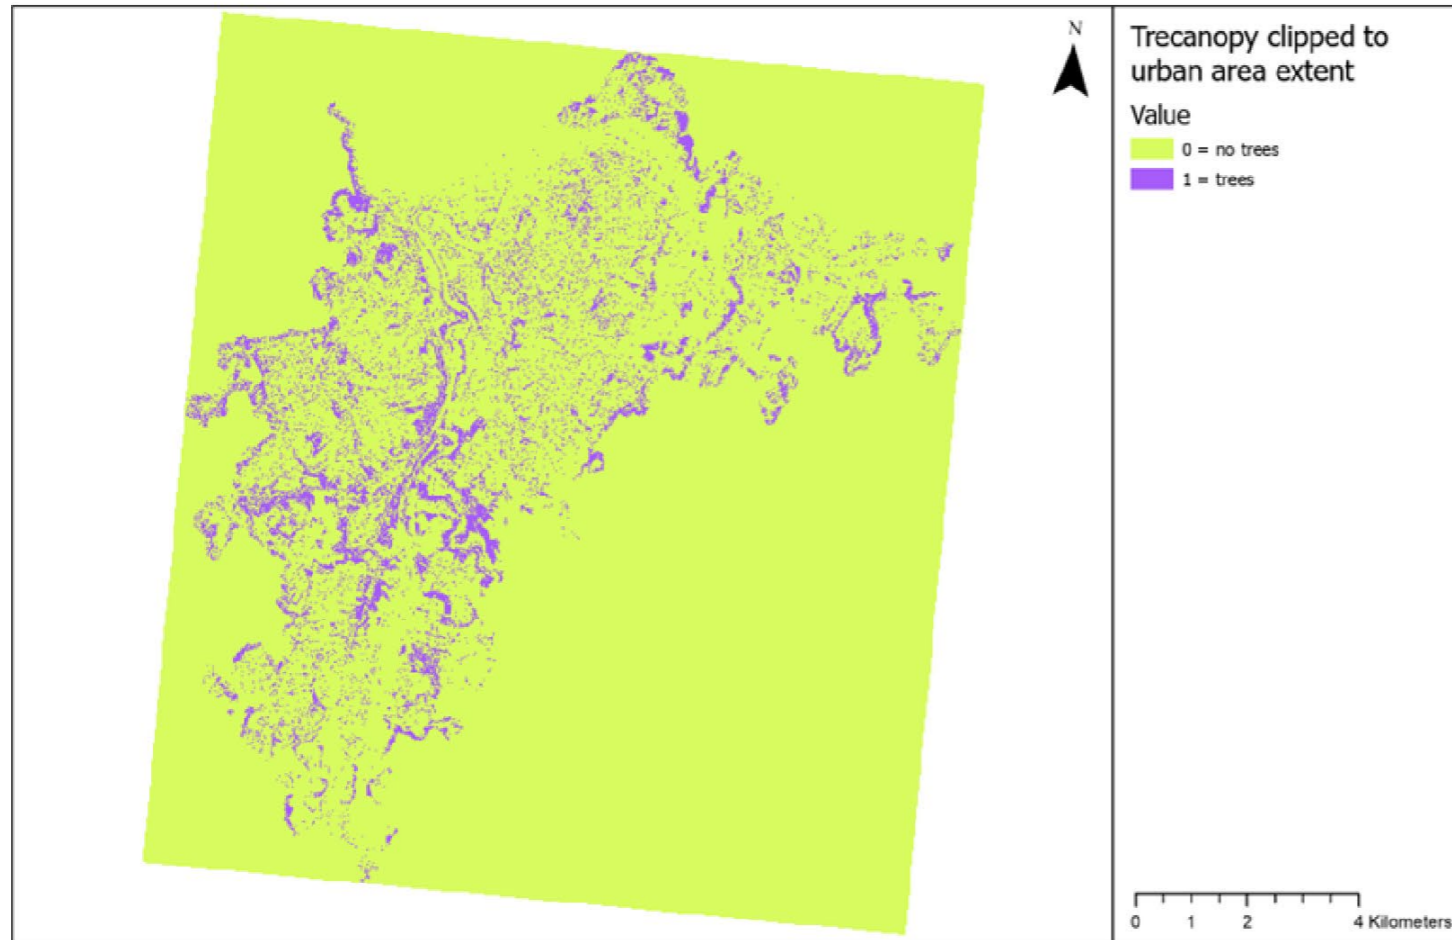 N
Trecanopy clipped to
urban area extent
Value
0 = no trees
1 = trees
0 1 2 4 Kilometers